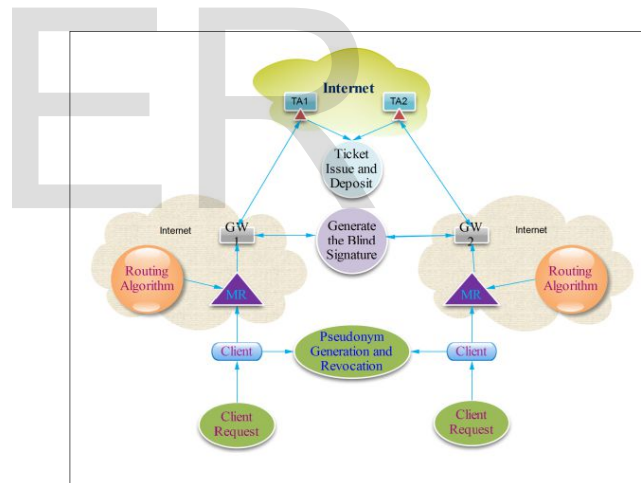 ER
Internet
TA1
TA2
Ticket
Issue and
Deposit
Internet
GW
1
Generate
the Blind
Signature
GW
2
Internet
Routing
Algorithm
MR
MR
Routing
Algorithm
Client
Pseudonym
Generation and
Revocation
Client
Client
Request
Client
Request